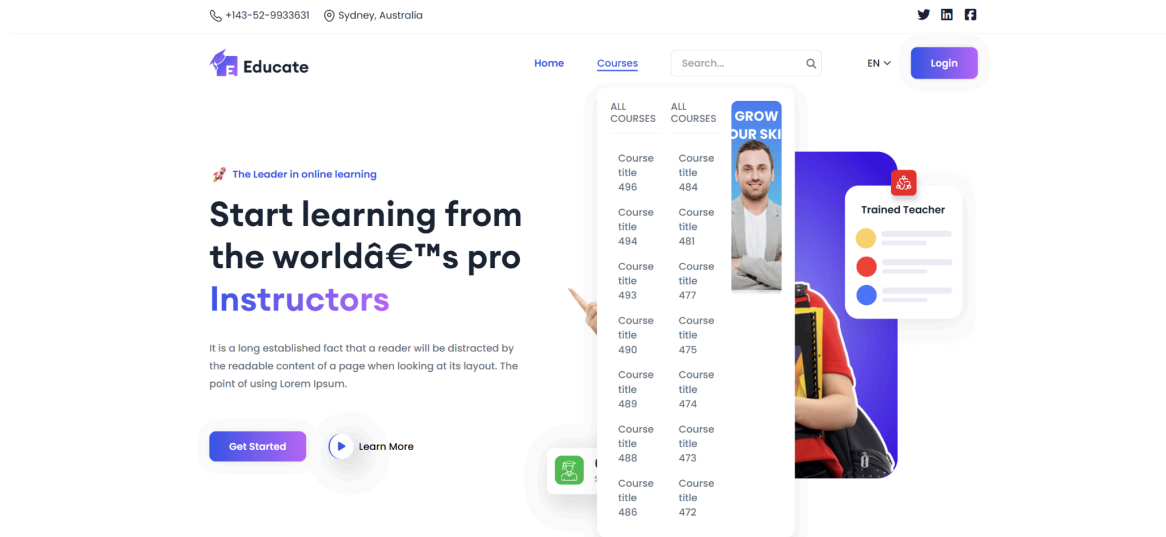 +143-52-9933631 Sydney, Australia
Educate
Home Courses Search... EN Login
ALL COURSES
ALL COURSES
GROW
OUR SKI
Course title 496
Course title 494
Course title 493
Course title 490
Course title 489
Course title 488
Course title 486
Course title 484
Course title 481
Course title 477
Course title 475
Course title 474
Course title 473
Course title 472
The Leader in online learning
Start learning from
the worldâ€™s pro
Instructors
It is a long established fact that a reader will be distracted by
the readable content of a page when looking at its layout. The
point of using Lorem Ipsum.
Get Started Learn More
Trained Teacher